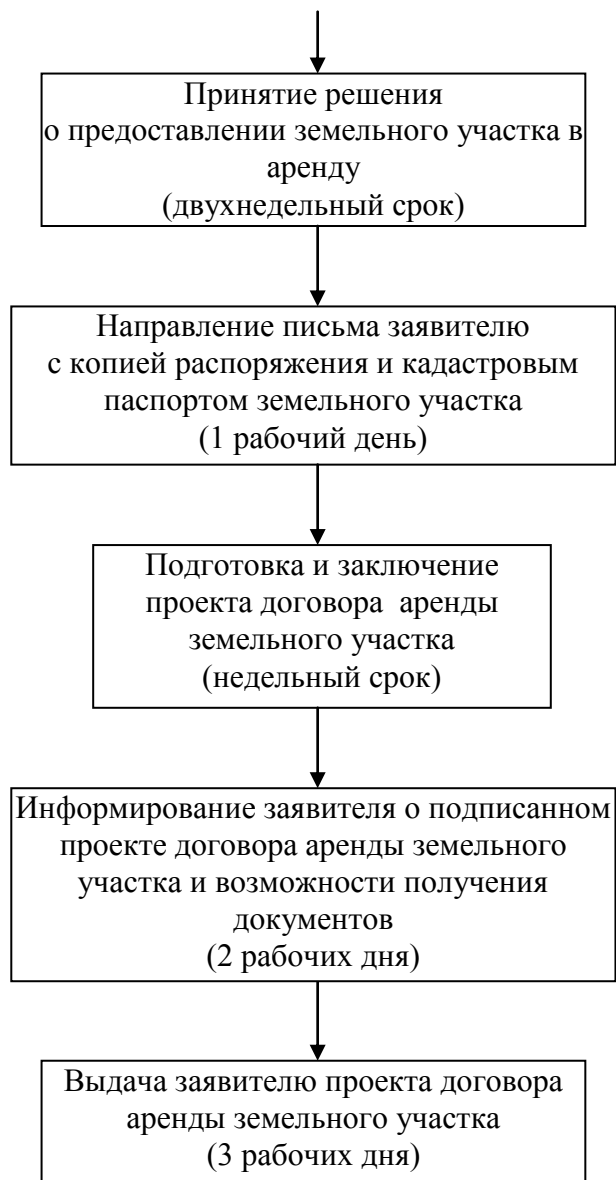 Принятие решения
о предоставлении земельного участка в
аренду
(двухнедельный срок)
Направление письма заявителю
с копией распоряжения и кадастровым
паспортом земельного участка
(1 рабочий день)
Подготовка и заключение
проекта договора аренды
земельного участка
(недельный срок)
Информирование заявителя о подписанном
проекте договора аренды земельного
участка и возможности получения
документов
(2 рабочих дня)
Выдача заявителю проекта договора
аренды земельного участка
(3 рабочих дня)